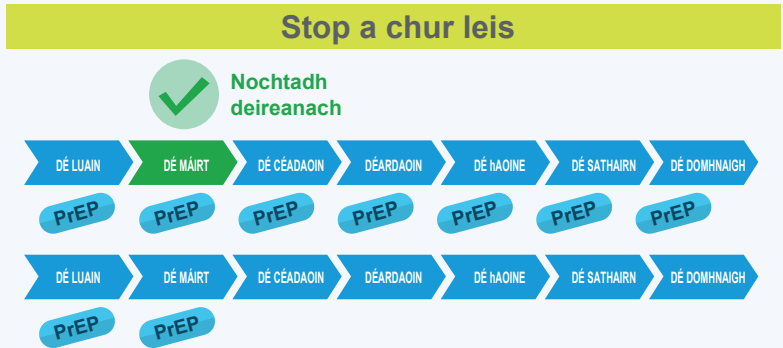 Stop a chur leis
Nochtadh
deireanach
DÉ LUAIN DÉ MÁIRT DÉ CÉADAOIN DÉARDAOIN DÉ hAOINE DÉ SATHAIRN DÉ DOMHNAIGH
PrEP PrEP PrEP PrEP PrEP PrEP PrEP
DÉ LUAIN DÉ MÁIRT DÉ CÉADAOIN DÉARDAOIN DÉ hAOINE DÉ SATHAIRN DÉ DOMHNAIGH
PrEP PrEP